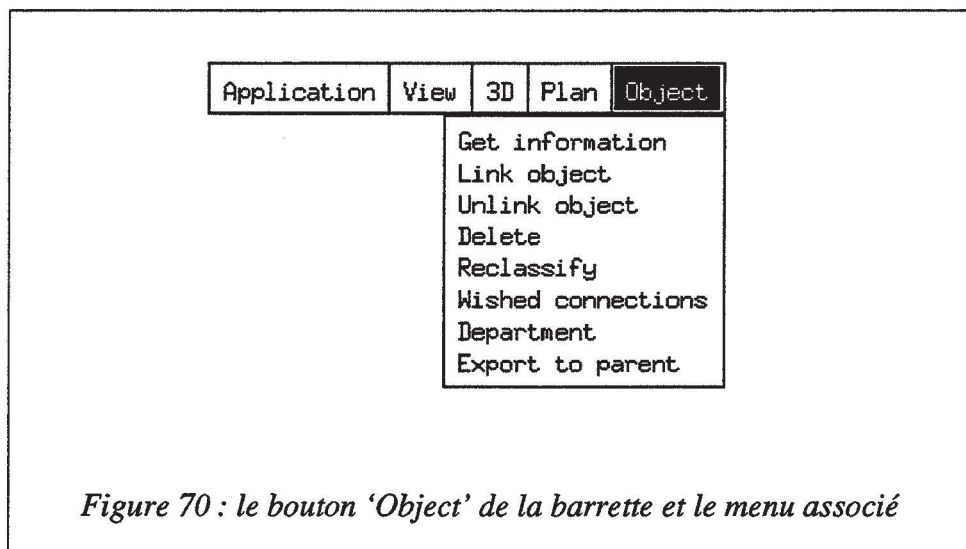 Application View 3D Plan Object
Get information
Link object
Unlink object
Delete
Reclassify
Wished connections
Department
Export to parent
Figure 70 : le bouton ‘Object’ de la barrette et le menu associé